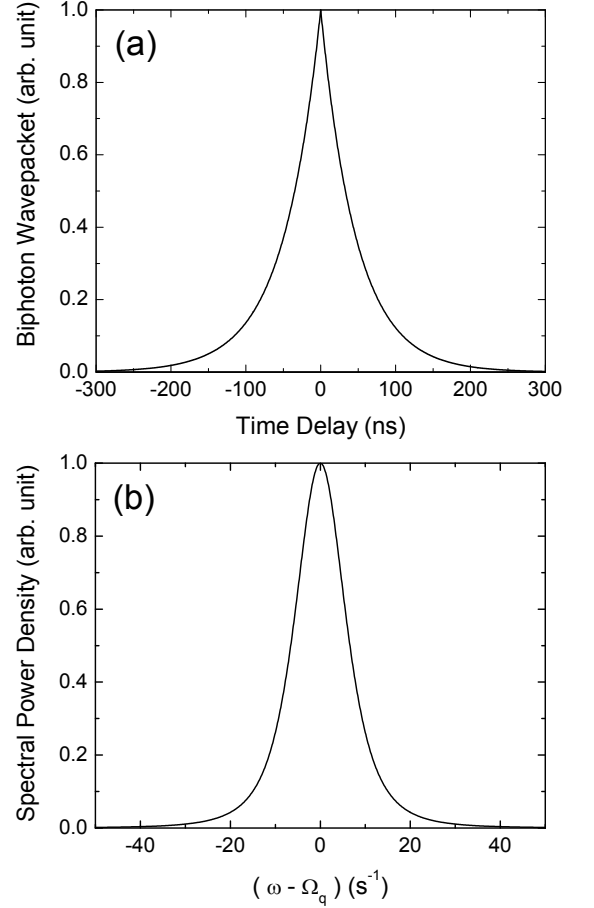 (a)
Biphoton Wavepacket (arb. unit)
1.0
0.8
0.6
0.4
0.2
0.0
-300 -200 -100 0 100 200 300
Time Delay (ns)
(b)
Spectral Power Density (arb. unit)
1.0
0.8
0.6
0.4
0.2
0.0
-40 -20 0 20 40
( ω - Ωq ) (s-1)